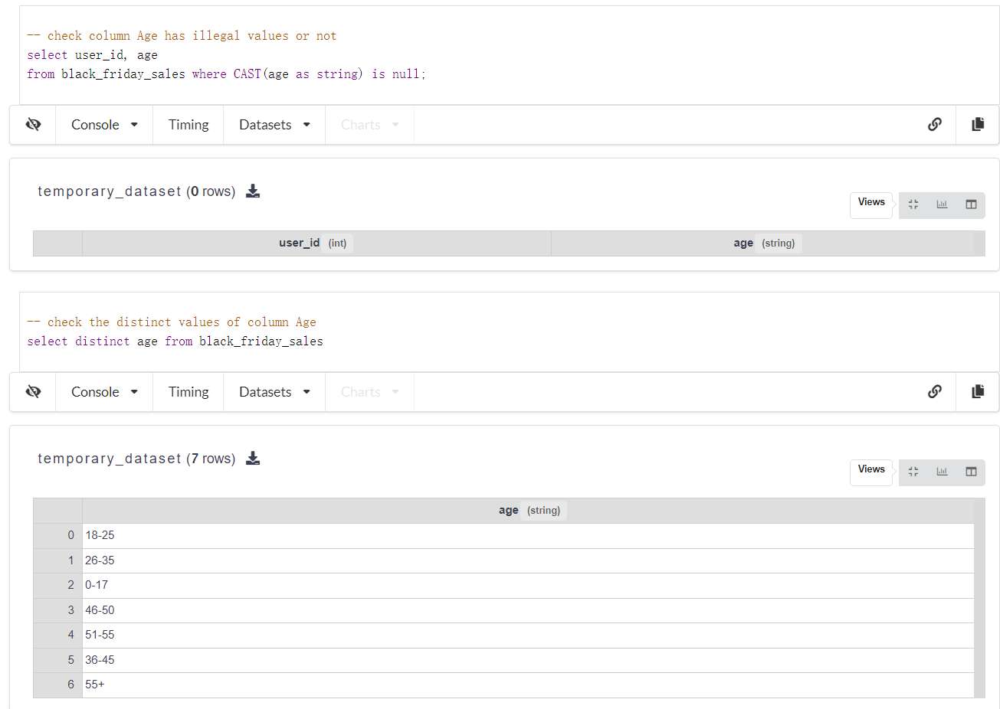 -- check column Age has illegal values or not
select user_id, age
from black_friday_sales where CAST(age as string) is null;
Console Timing Datasets Charts
temporary_dataset (0 rows)
Views
user_id (int) age (string)
-- check the distinct values of column Age
select distinct age from black_friday_sales
Console Timing Datasets Charts
temporary_dataset (7 rows)
Views
age (string)
0 18-25
1 26-35
2 0-17
3 46-50
4 51-55
5 36-45
6 55+